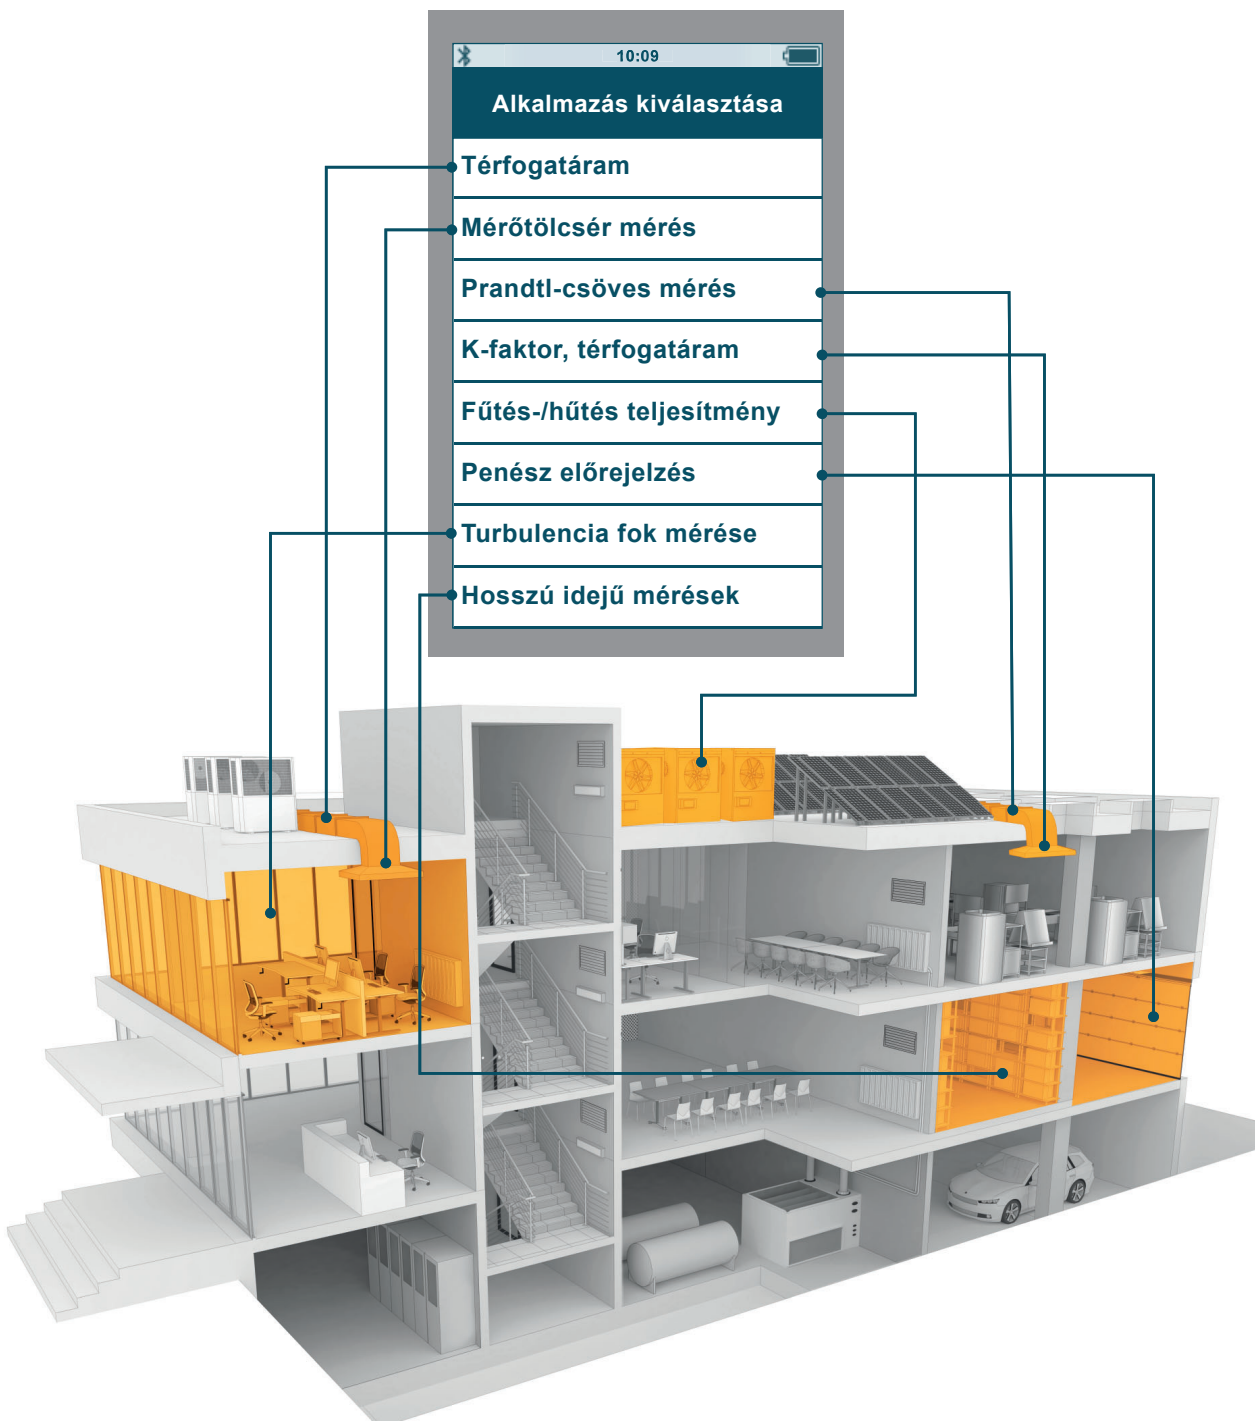 10:09
Alkalmazás kiválasztása
Térfogatáram
Mérőtölcsér mérés
Prandtl-csöves mérés
K-faktor, térfogatáram
Fűtés-/hűtés teljesítmény
Penész előrejelzés
Turbulencia fok mérése
Hosszú idejű mérések